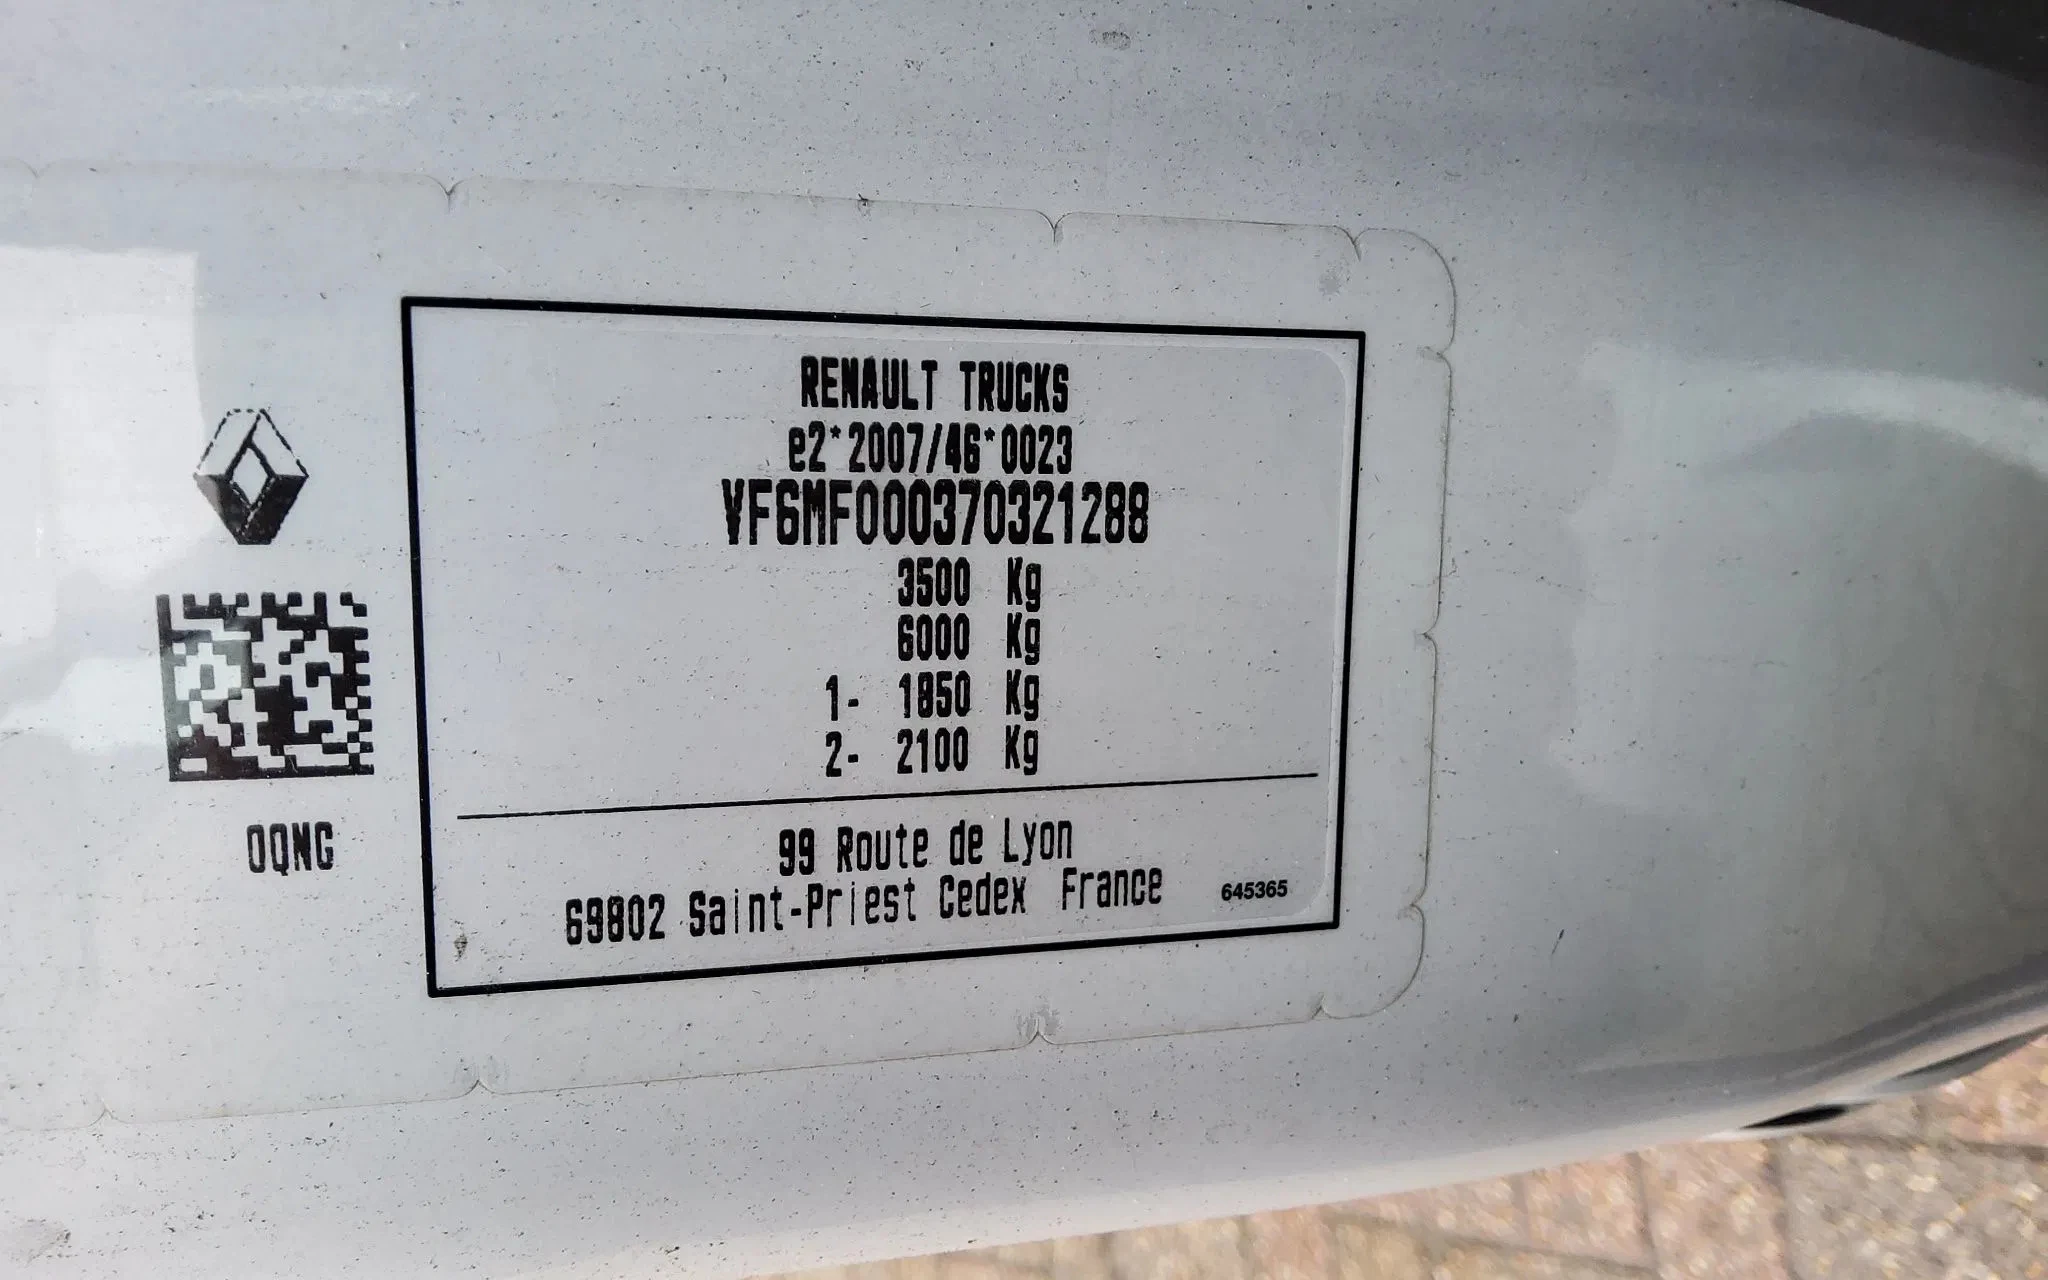 RENAULT TRUCKS
e2*2007/46*0023
VF6MF000370321288
3500 Kg
6000 Kg
1- 1850 Kg
2- 2100 Kg
OQNG
99 Route de Lyon
69802 Saint-Priest Cedex France
645365